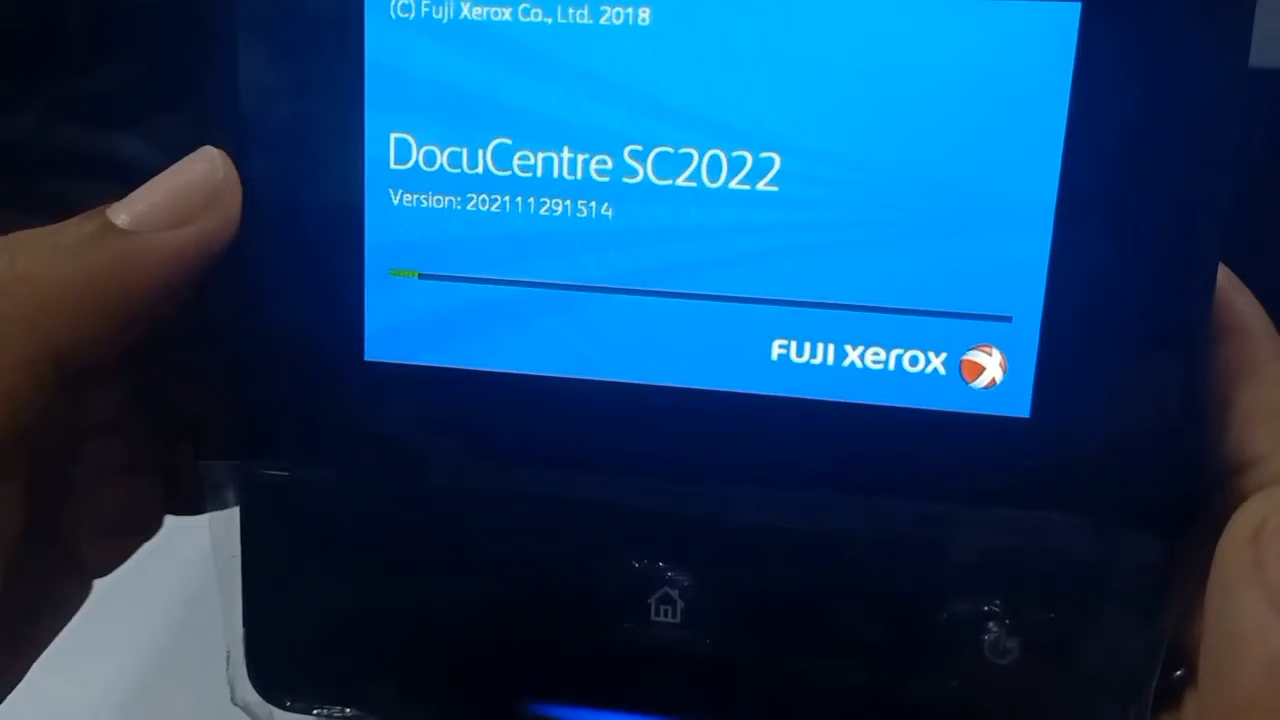 (C) Fuji Xerox Co., Ltd. 2018
DocuCentre SC2022
Version: 202111291514
FUJI xerox